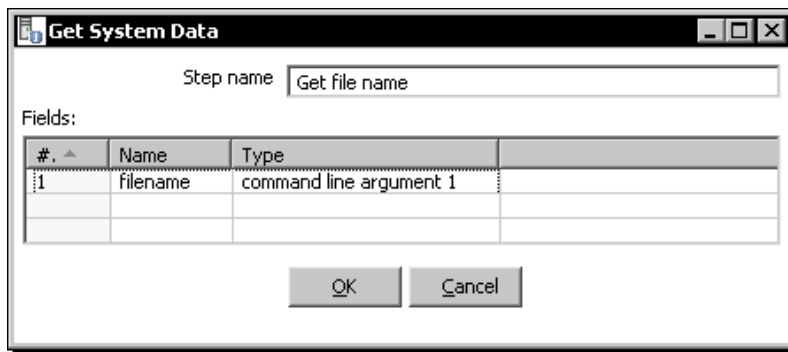 Get System Data
Step name Get file name
Fields:
#. Name Type
1 filename command line argument 1
OK Cancel